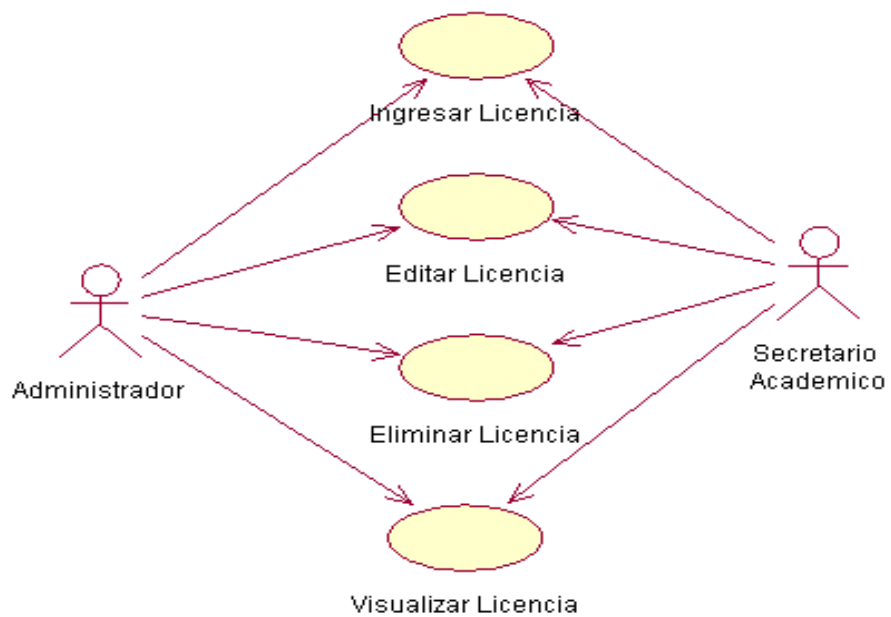 Ingresar Licencia
Editar Licencia
Administrador
Secretario
Academico
Eliminar Licencia
Visualizar Licencia